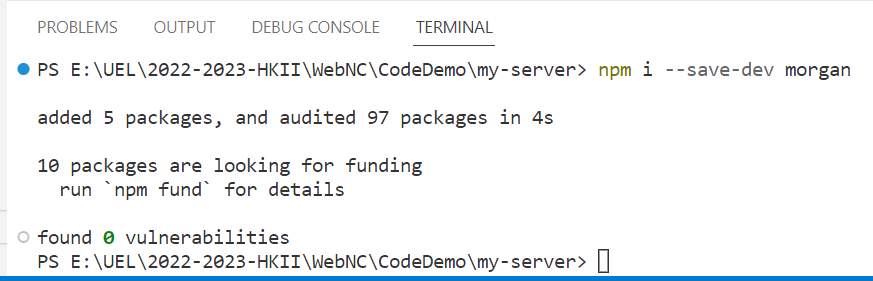 PROBLEMS OUTPUT DEBUG CONSOLE TERMINAL
PS E:\UEL\2022-2023-HKII\WebNC\CodeDemo\my-server> npm i --save-dev morgan
added 5 packages, and audited 97 packages in 4s
10 packages are looking for funding
  run `npm fund` for details
found 0 vulnerabilities
PS E:\UEL\2022-2023-HKII\WebNC\CodeDemo\my-server>